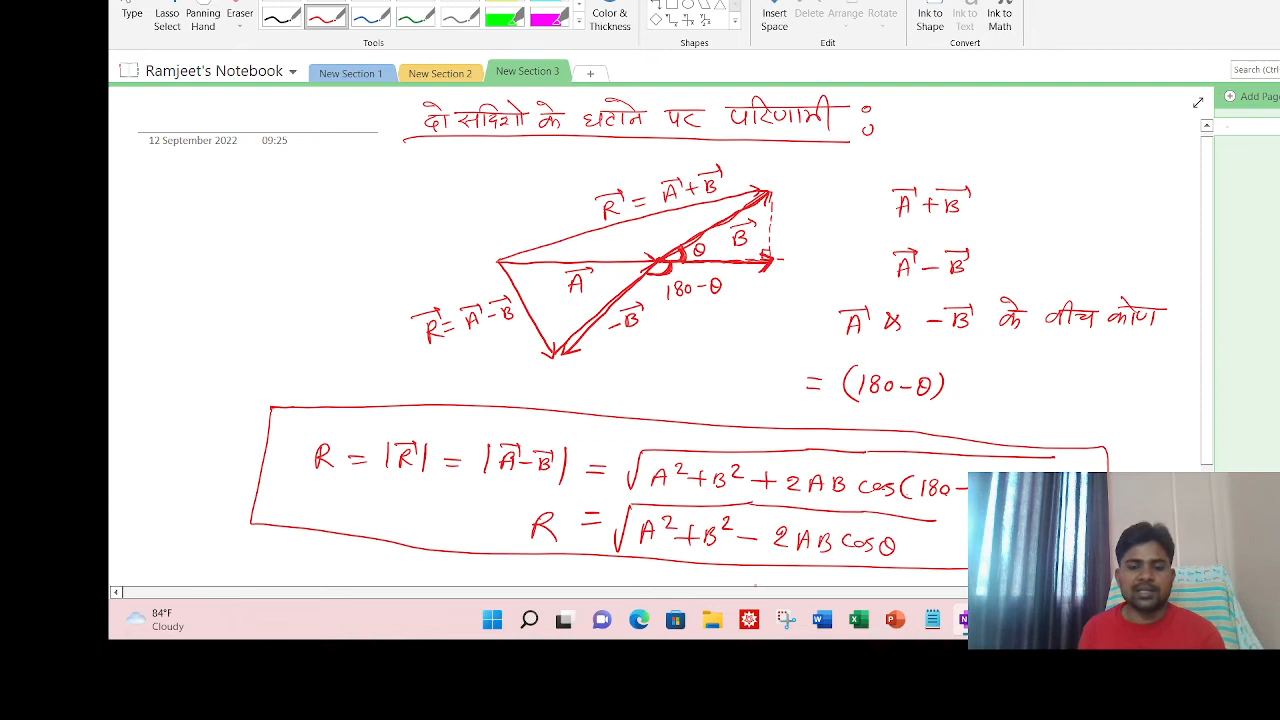 Type Lasso Select Panning Hand Eraser Color & Thickness Insert Space Delete Arrange Rotate Ink to Shape Ink to Text Ink to Math
Tools Shapes Edit Convert
Ramjeet's Notebook New Section 1 New Section 2 New Section 3 + Search (Ctrl
Add Page
दो सदिशो के घटाने पर परिणामी :
12 September 2022 09:25
R⃗ = A⃗+B⃗
A⃗ + B⃗
B⃗
θ
A⃗
180-θ
A⃗ - B⃗
R⃗ = A⃗-B⃗
-B⃗
A⃗ & -B⃗ के बीच कोण
= (180-θ)
R = |R⃗| = |A⃗-B⃗| = √A²+B²+2AB cos(180-
R = √A²+B²-2AB cosθ
84°F
Cloudy